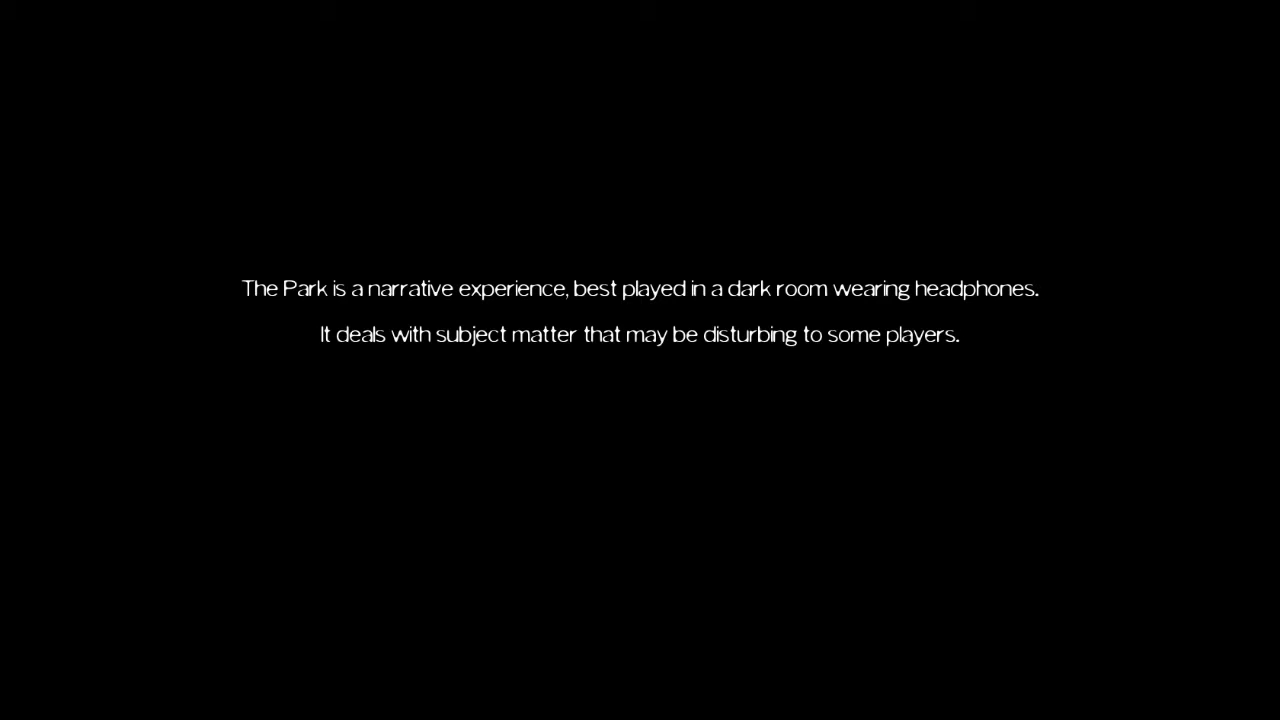 The Park is a narrative experience, best played in a dark room wearing headphones.
It deals with subject matter that may be disturbing to some players.